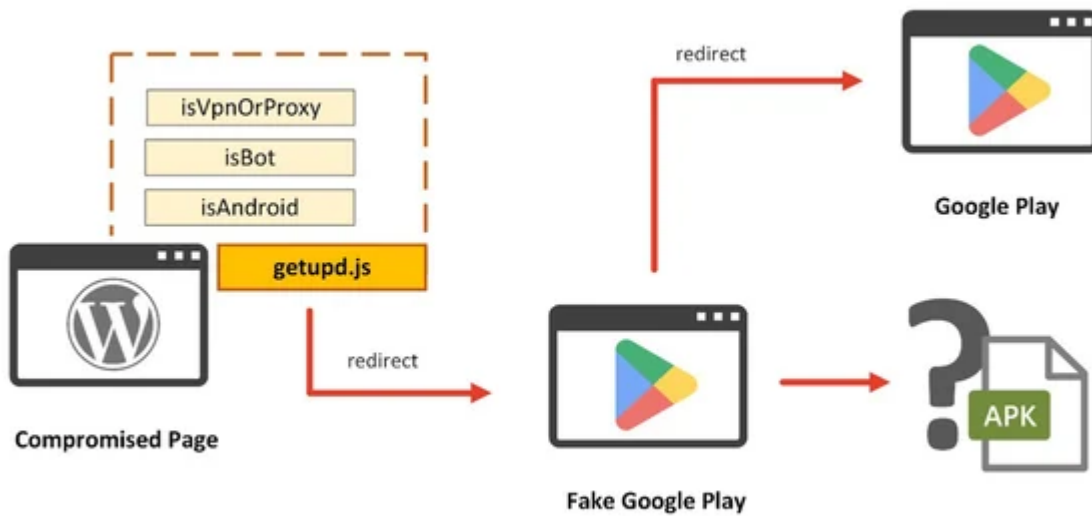 redirect
isVpnOrProxy
isBot
isAndroid
Google Play
getupd.js
W
redirect
Compromised Page
APK
Fake Google Play
?